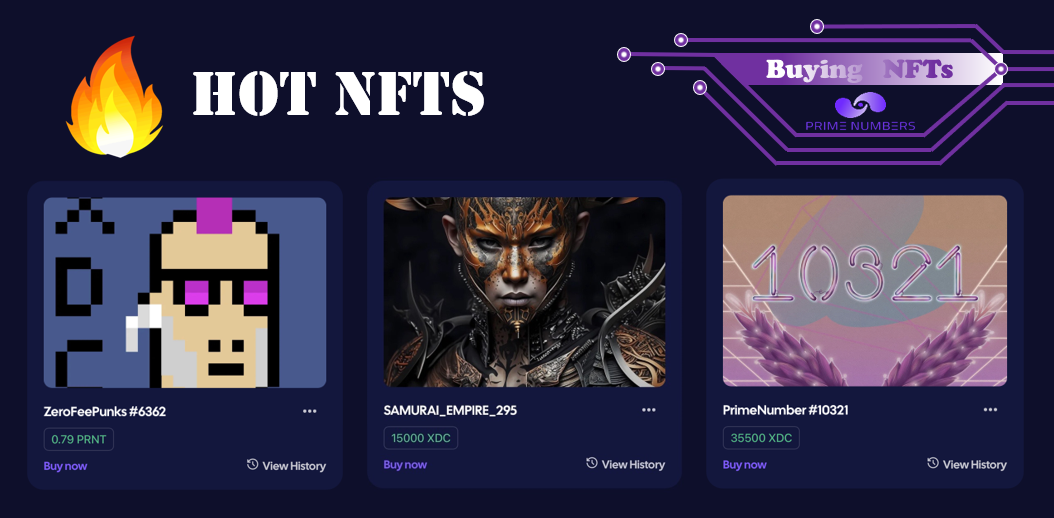 HOT NFTS
Buying NFTs
PRIME NUMBERS
10321
ZeroFeePunks #6362
0.79 PRNT
Buy now
View History
SAMURAI_EMPIRE_295
15000 XDC
Buy now
View History
PrimeNumber #10321
35500 XDC
Buy now
View History